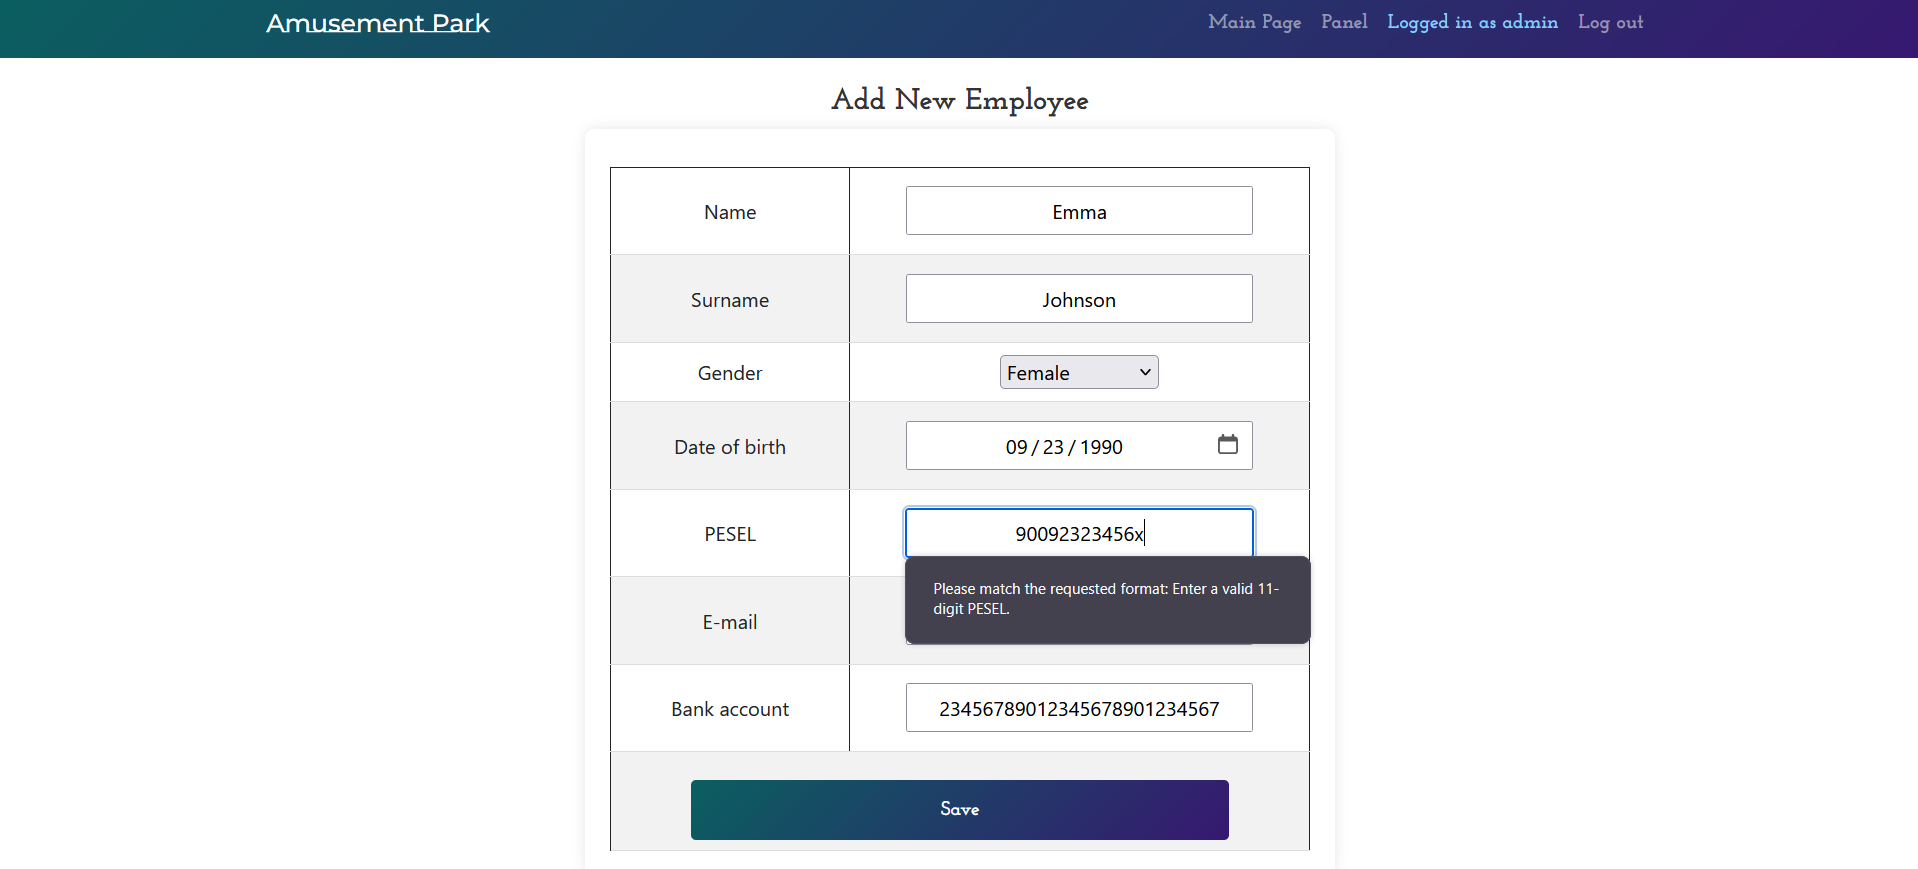 Amusement Park
Main Page Panel Logged in as admin Log out
Add New Employee
Name Emma
Surname Johnson
Gender Female
Date of birth 09/23/1990
PESEL 90092323456x
Please match the requested format: Enter a valid 11-
digit PESEL.
E-mail
Bank account 23456789012345678901234567
Save